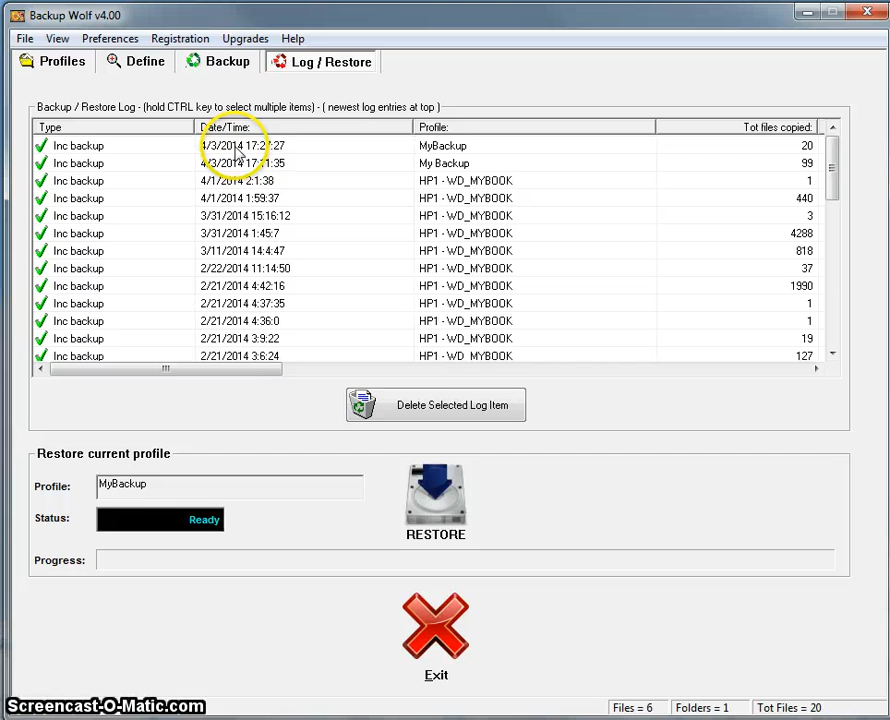 Backup Wolf v4.00
File View Preferences Registration Upgrades Help
Profiles Define Backup Log / Restore
Backup / Restore Log - (hold CTRL key to select multiple items) - ( newest log entries at top )
Type Date/Time: Profile: Tot files copied:
Inc backup 4/3/2014 17:27:27 MyBackup 20
Inc backup 4/3/2014 17:21:35 My Backup 99
Inc backup 4/1/2014 2:1:38 HP1 - WD_MYBOOK 1
Inc backup 4/1/2014 1:59:37 HP1 - WD_MYBOOK 440
Inc backup 3/31/2014 15:16:12 HP1 - WD_MYBOOK 3
Inc backup 3/31/2014 1:45:7 HP1 - WD_MYBOOK 4288
Inc backup 3/11/2014 14:4:47 HP1 - WD_MYBOOK 818
Inc backup 2/22/2014 11:14:50 HP1 - WD_MYBOOK 37
Inc backup 2/21/2014 4:42:16 HP1 - WD_MYBOOK 1990
Inc backup 2/21/2014 4:37:35 HP1 - WD_MYBOOK 1
Inc backup 2/21/2014 4:36:0 HP1 - WD_MYBOOK 1
Inc backup 2/21/2014 3:9:22 HP1 - WD_MYBOOK 19
Inc backup 2/21/2014 3:6:24 HP1 - WD_MYBOOK 127
Delete Selected Log Item
Restore current profile
Profile: MyBackup
Status: Ready
RESTORE
Progress:
Exit
Screencast-O-Matic.com
Files = 6 Folders = 1 Tot Files = 20